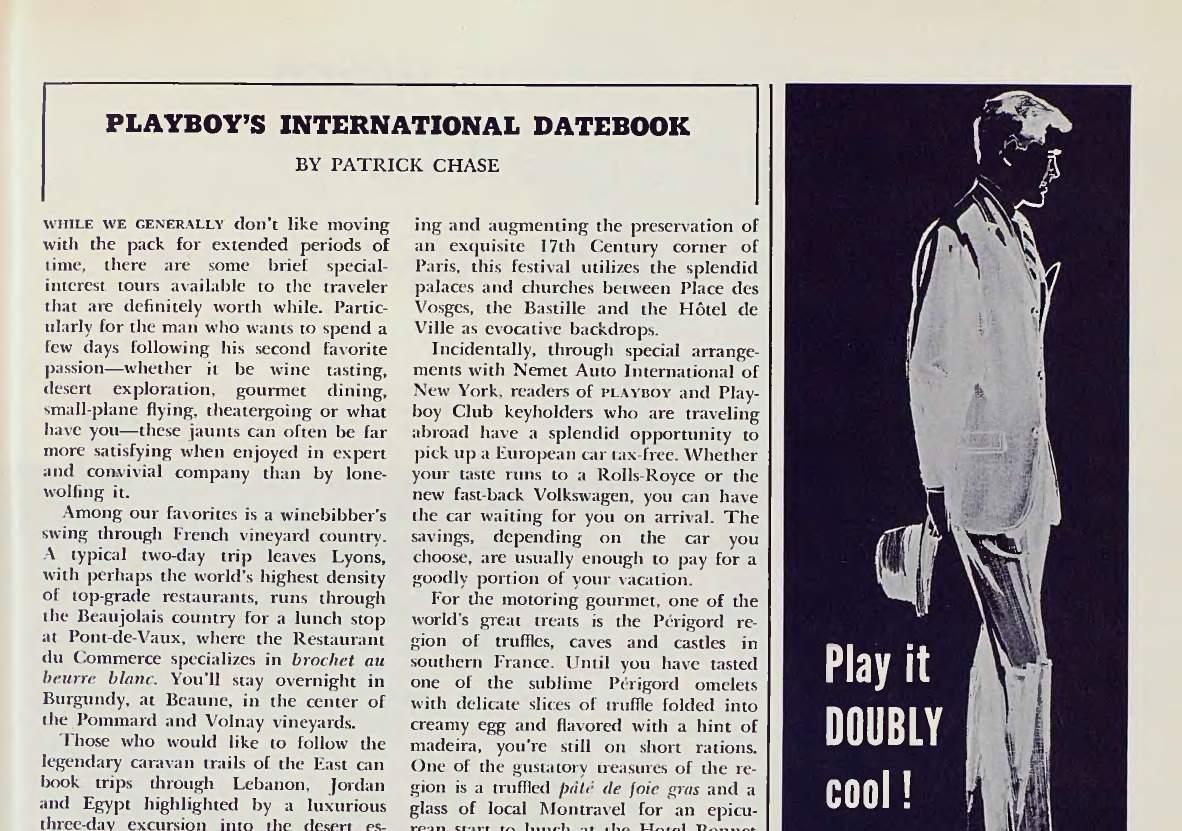 PLAYBOY'S INTERNATIONAL DATEBOOK
BY PATRICK CHASE
WHILE WE GENERALLY don't like moving
with the pack for extended periods of
time, there are some brief special-
interest tours available to the traveler
that are definitely worth while. Partic-
ularly for the man who wants to spend a
few days following his second favorite
passion—whether it be wine tasting,
desert exploration, gourmet dining,
small-plane flying, theatergoing or what
have you—these jaunts can often be far
more satisfying when enjoyed in expert
and convivial company than by lone-
wolfing it.
Among our favorites is a winebibber's
swing through French vineyard country.
A typical two-day trip leaves Lyons,
with perhaps the world's highest density
of top-grade restaurants, runs through
the Beaujolais country for a lunch stop
at Pont-de-Vaux, where the Restaurant
du Commerce specializes in brochet au
beurre blanc. You'll stay overnight in
Burgundy, at Beaune, in the center of
the Pommard and Volnay vineyards.
Those who would like to follow the
legendary caravan trails of the East can
book trips through Lebanon, Jordan
and Egypt highlighted by a luxurious
three-day excursion into the desert es-
ing and augmenting the preservation of
an exquisite 17th Century corner of
Paris, this festival utilizes the splendid
palaces and churches between Place des
Vosges, the Bastille and the Hôtel de
Ville as evocative backdrops.
Incidentally, through special arrange-
ments with Nemet Auto International of
New York, readers of PLAYBOY and Play-
boy Club keyholders who are traveling
abroad have a splendid opportunity to
pick up a European car tax-free. Whether
your taste runs to a Rolls-Royce or the
new fast-back Volkswagen, you can have
the car waiting for you on arrival. The
savings, depending on the car you
choose, are usually enough to pay for a
goodly portion of your vacation.
For the motoring gourmet, one of the
world's great treats is the Périgord re-
gion of truffles, caves and castles in
southern France. Until you have tasted
one of the sublime Périgord omelets
with delicate slices of truffle folded into
creamy egg and flavored with a hint of
madeira, you're still on short rations.
One of the gustatory treasures of the re-
gion is a truffled pâté de foie gras and a
glass of local Montravel for an epicu-
rean start to lunch at the Hotel Bonnet
Play it
DOUBLY
cool!